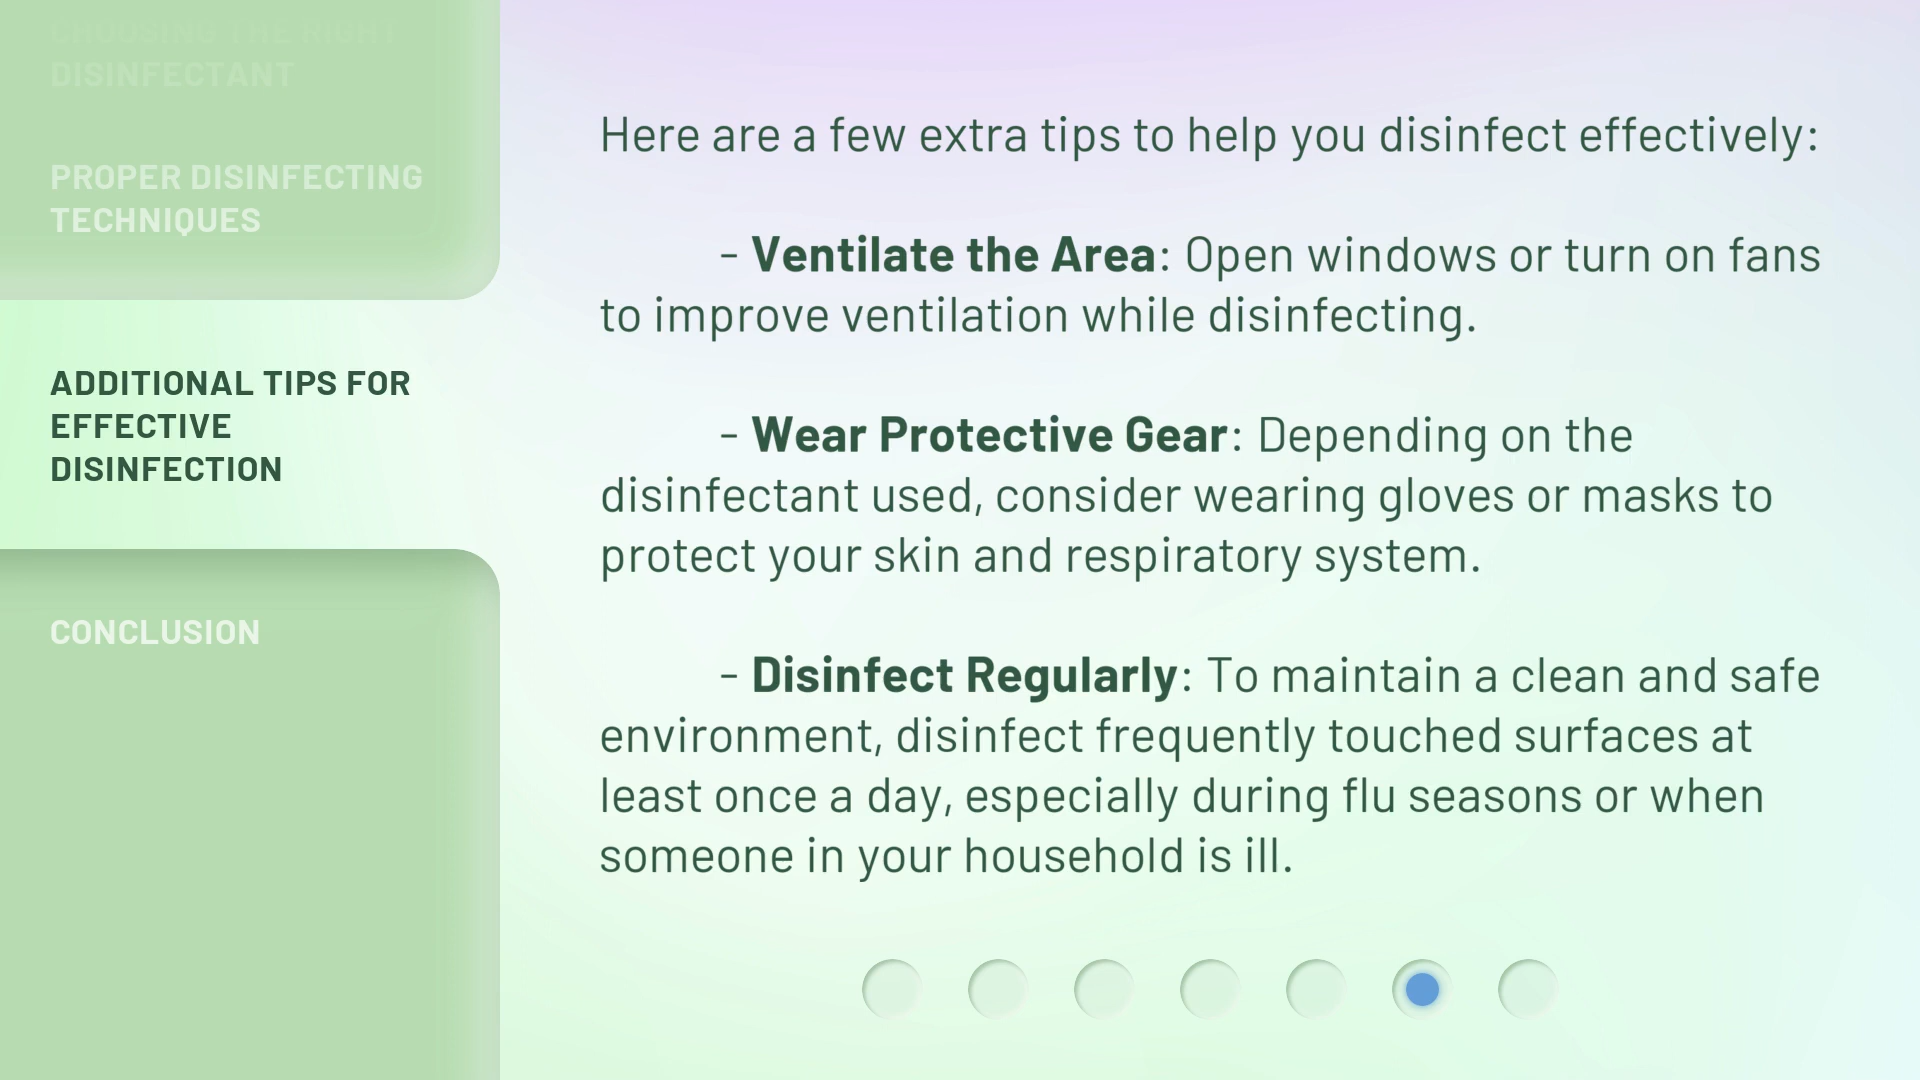 CHOOSING THE RIGHT
DISINFECTANT
PROPER DISINFECTING
TECHNIQUES
ADDITIONAL TIPS FOR
EFFECTIVE
DISINFECTION
CONCLUSION
Here are a few extra tips to help you disinfect effectively:
- Ventilate the Area: Open windows or turn on fans
to improve ventilation while disinfecting.
- Wear Protective Gear: Depending on the
disinfectant used, consider wearing gloves or masks to
protect your skin and respiratory system.
- Disinfect Regularly: To maintain a clean and safe
environment, disinfect frequently touched surfaces at
least once a day, especially during flu seasons or when
someone in your household is ill.